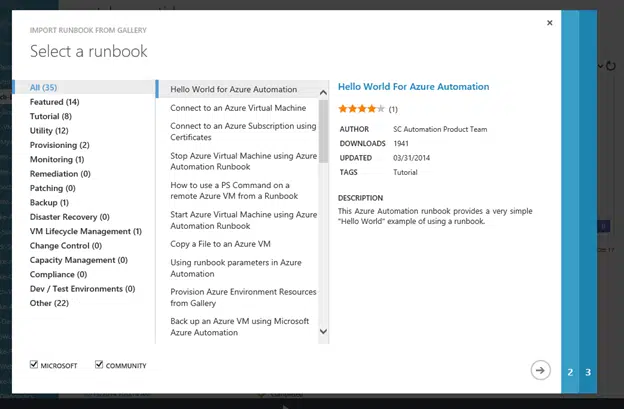 IMPORT RUNBOOK FROM GALLERY
Select a runbook
All (35)
Featured (14)
Tutorial (8)
Utility (12)
Provisioning (2)
Monitoring (1)
Remediation (0)
Patching (0)
Backup (1)
Disaster Recovery (0)
VM Lifecycle Management (1)
Change Control (0)
Capacity Management (0)
Compliance (0)
Dev / Test Environments (0)
Other (22)
Hello World for Azure Automation
Connect to an Azure Virtual Machine
Connect to an Azure Subscription using
Certificates
Stop Azure Virtual Machine using Azure
Automation Runbook
How to use a PS Command on a
remote Azure VM from a Runbook
Start Azure Virtual Machine using Azure
Automation Runbook
Copy a File to an Azure VM
Using runbook parameters in Azure
Automation
Provision Azure Environment Resources
from Gallery
Back up an Azure VM using Microsoft
Azure Automation
Hello World For Azure Automation
(1)
AUTHOR SC Automation Product Team
DOWNLOADS 1941
UPDATED 03/31/2014
TAGS Tutorial
DESCRIPTION
This Azure Automation runbook provides a very simple
"Hello World" example of using a runbook.
MICROSOFT COMMUNITY
2 3